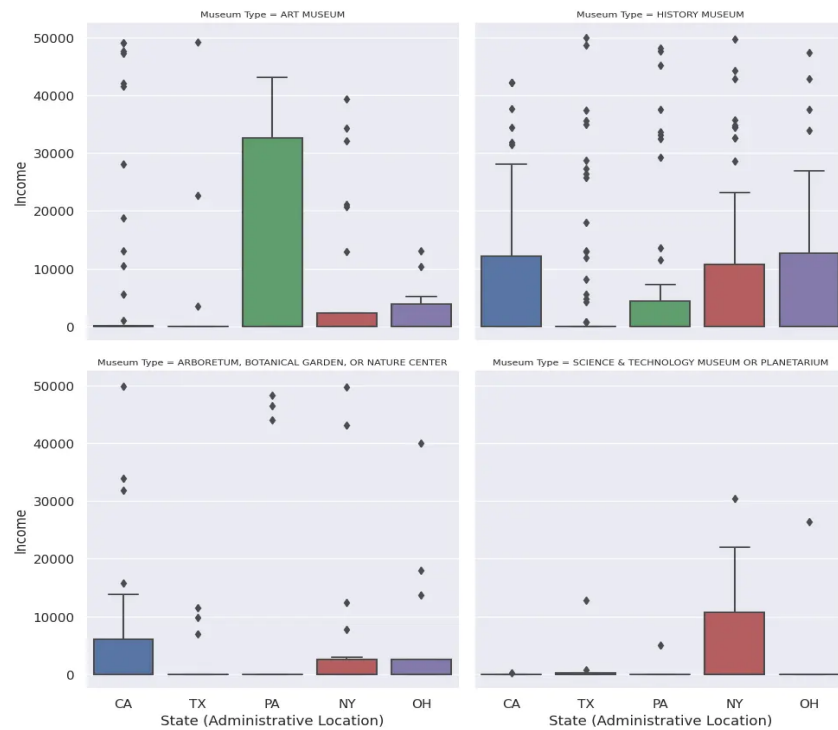 Museum Type = ART MUSEUM
Museum Type = HISTORY MUSEUM
50000
40000
30000
20000
10000
0
Income
Museum Type = ARBORETUM, BOTANICAL GARDEN, OR NATURE CENTER
Museum Type = SCIENCE & TECHNOLOGY MUSEUM OR PLANETARIUM
50000
40000
30000
20000
10000
0
Income
CA TX PA NY OH
CA TX PA NY OH
State (Administrative Location)
State (Administrative Location)